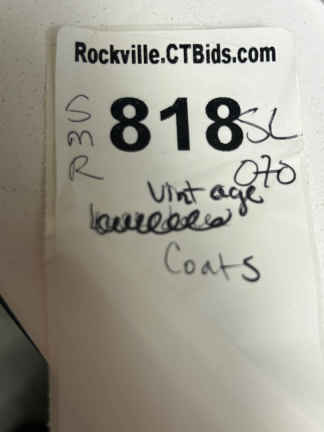 Rockville.CTBids.com
S
M
R
818
SL
070
Vintage
Coats